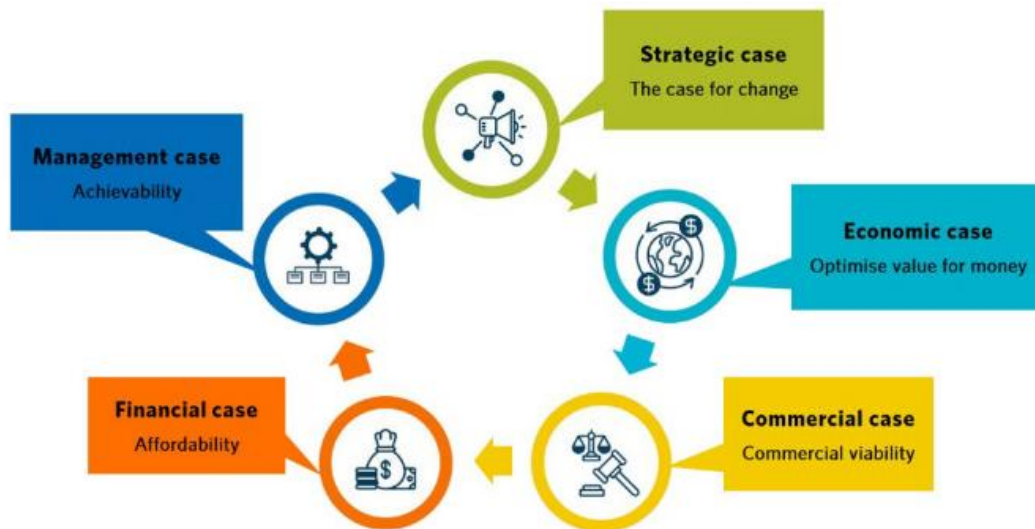 Strategic case
The case for change
Management case
Achievability
Economic case
Optimise value for money
Financial case
Affordability
Commercial case
Commercial viability
$
$
$